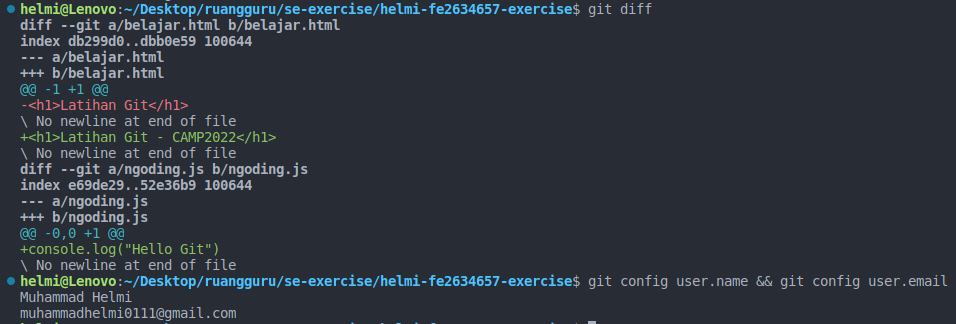 helmi@Lenovo:~/Desktop/ruangguru/se-exercise/helmi-fe2634657-exercise$ git diff
diff --git a/belajar.html b/belajar.html
index db299d0..dbb0e59 100644
--- a/belajar.html
+++ b/belajar.html
@@ -1 +1 @@
-<h1>Latihan Git</h1>
\ No newline at end of file
+<h1>Latihan Git - CAMP2022</h1>
\ No newline at end of file
diff --git a/ngoding.js b/ngoding.js
index e69de29..52e36b9 100644
--- a/ngoding.js
+++ b/ngoding.js
@@ -0,0 +1 @@
+console.log("Hello Git")
\ No newline at end of file
helmi@Lenovo:~/Desktop/ruangguru/se-exercise/helmi-fe2634657-exercise$ git config user.name && git config user.email
Muhammad Helmi
muhammadhelmi0111@gmail.com